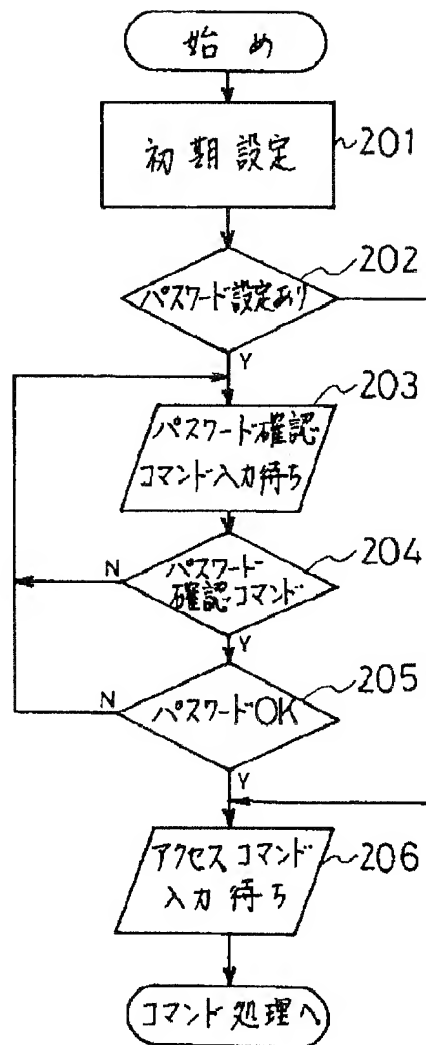 始め
初期設定
201
パスワード設定あり
202
Y
パスワード確認
コマンド入力待ち
203
パスワード
確認コマンド
204
N
Y
パスワードOK
205
N
Y
アクセスコマンド
入力待ち
206
コマンド処理へ